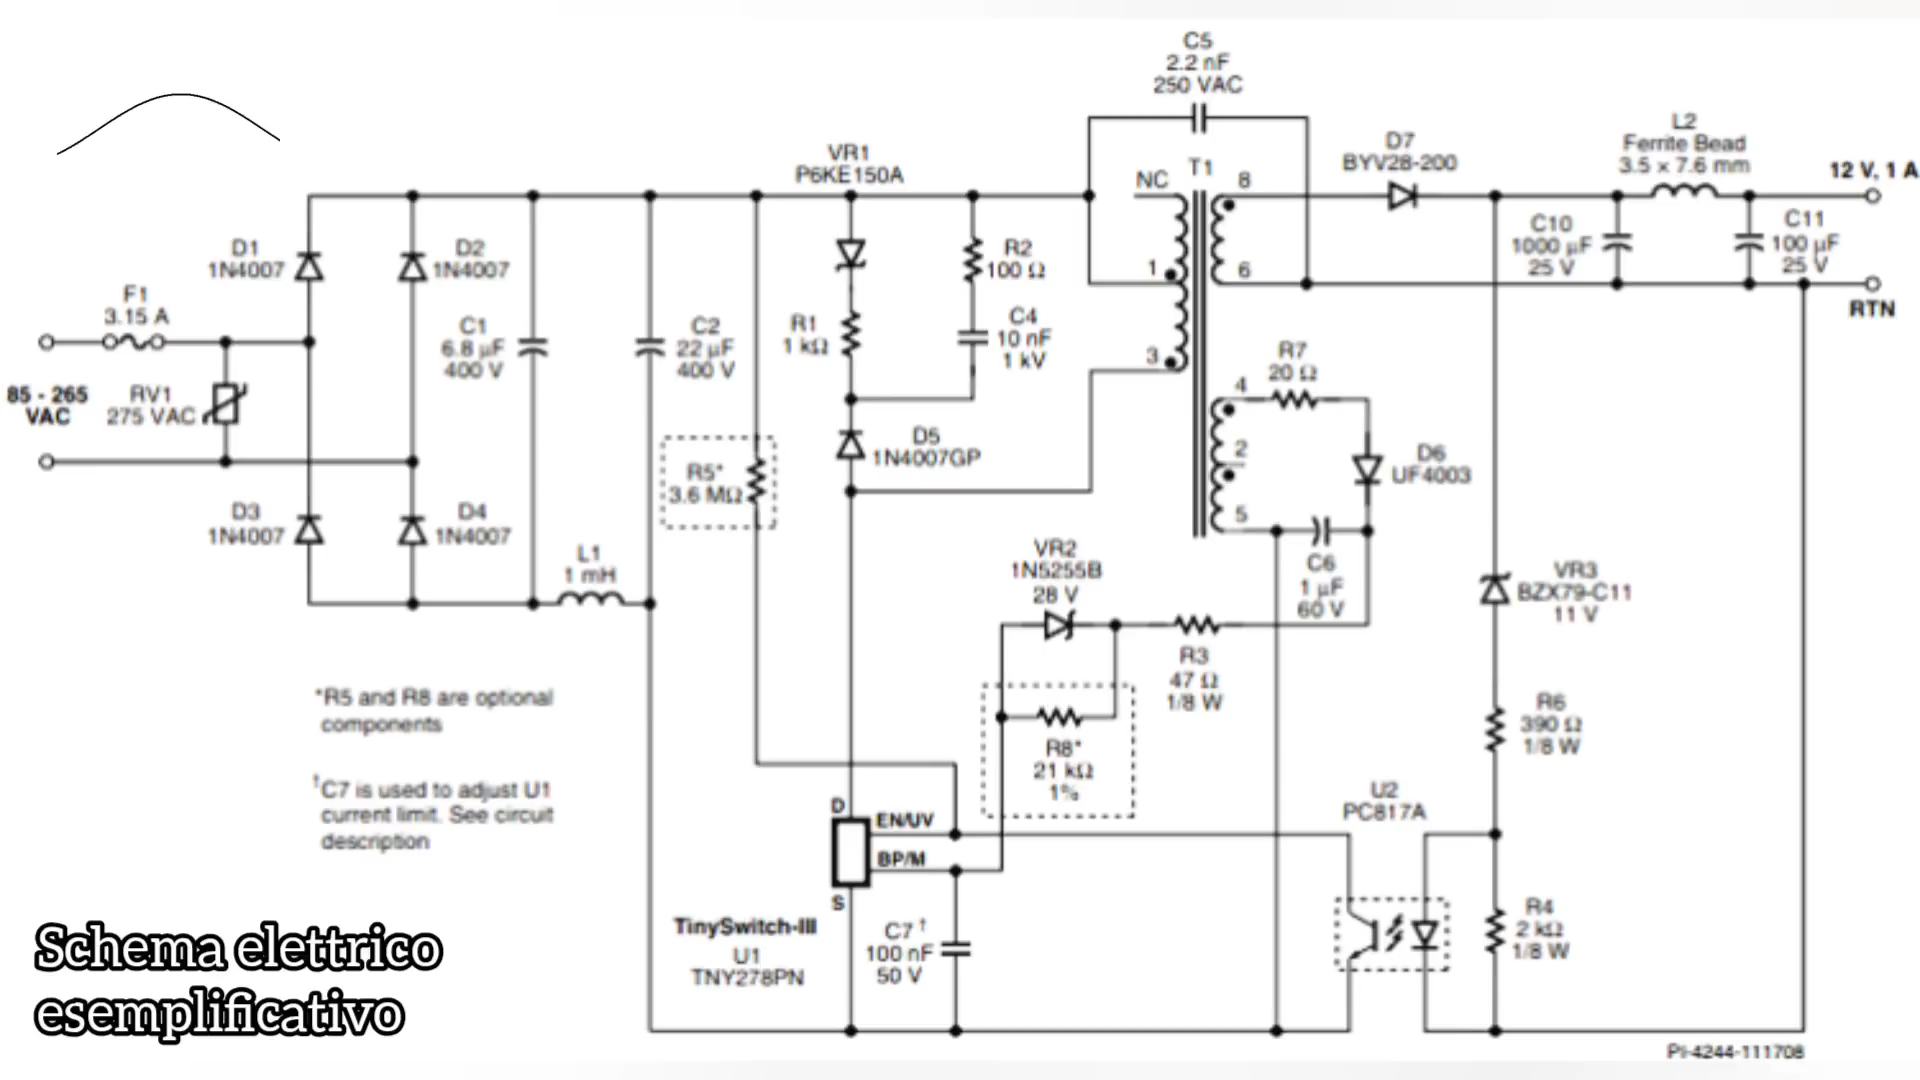 C5
2.2 nF
250 VAC
VR1
P6KE150A
NC
T1
8
D7
BYV28-200
L2
Ferrite Bead
3.5 x 7.6 mm
12 V, 1 A
D1
1N4007
D2
1N4007
R2
100 Ω
1
6
C10
1000 µF
25 V
C11
100 µF
25 V
RTN
F1
3.15 A
C1
6.8 µF
400 V
C2
22 µF
400 V
R1
1 kΩ
C4
10 nF
1 kV
3
R7
20 Ω
4
85 - 265
VAC
RV1
275 VAC
R5*
3.6 MΩ
D5
1N4007GP
2
D6
UF4003
D3
1N4007
D4
1N4007
5
L1
1 mH
VR2
1N5255B
28 V
C6
1 µF
60 V
VR3
BZX79-C11
11 V
R3
47 Ω
1/8 W
*R5 and R8 are optional
components
R8*
21 kΩ
1%
R6
390 Ω
1/8 W
†C7 is used to adjust U1
current limit. See circuit
description
D
EN/UV
BP/M
S
U2
PC817A
TinySwitch-III
U1
TNY278PN
C7†
100 nF
50 V
R4
2 kΩ
1/8 W
Schema elettrico
esemplificativo
PI-4244-111708